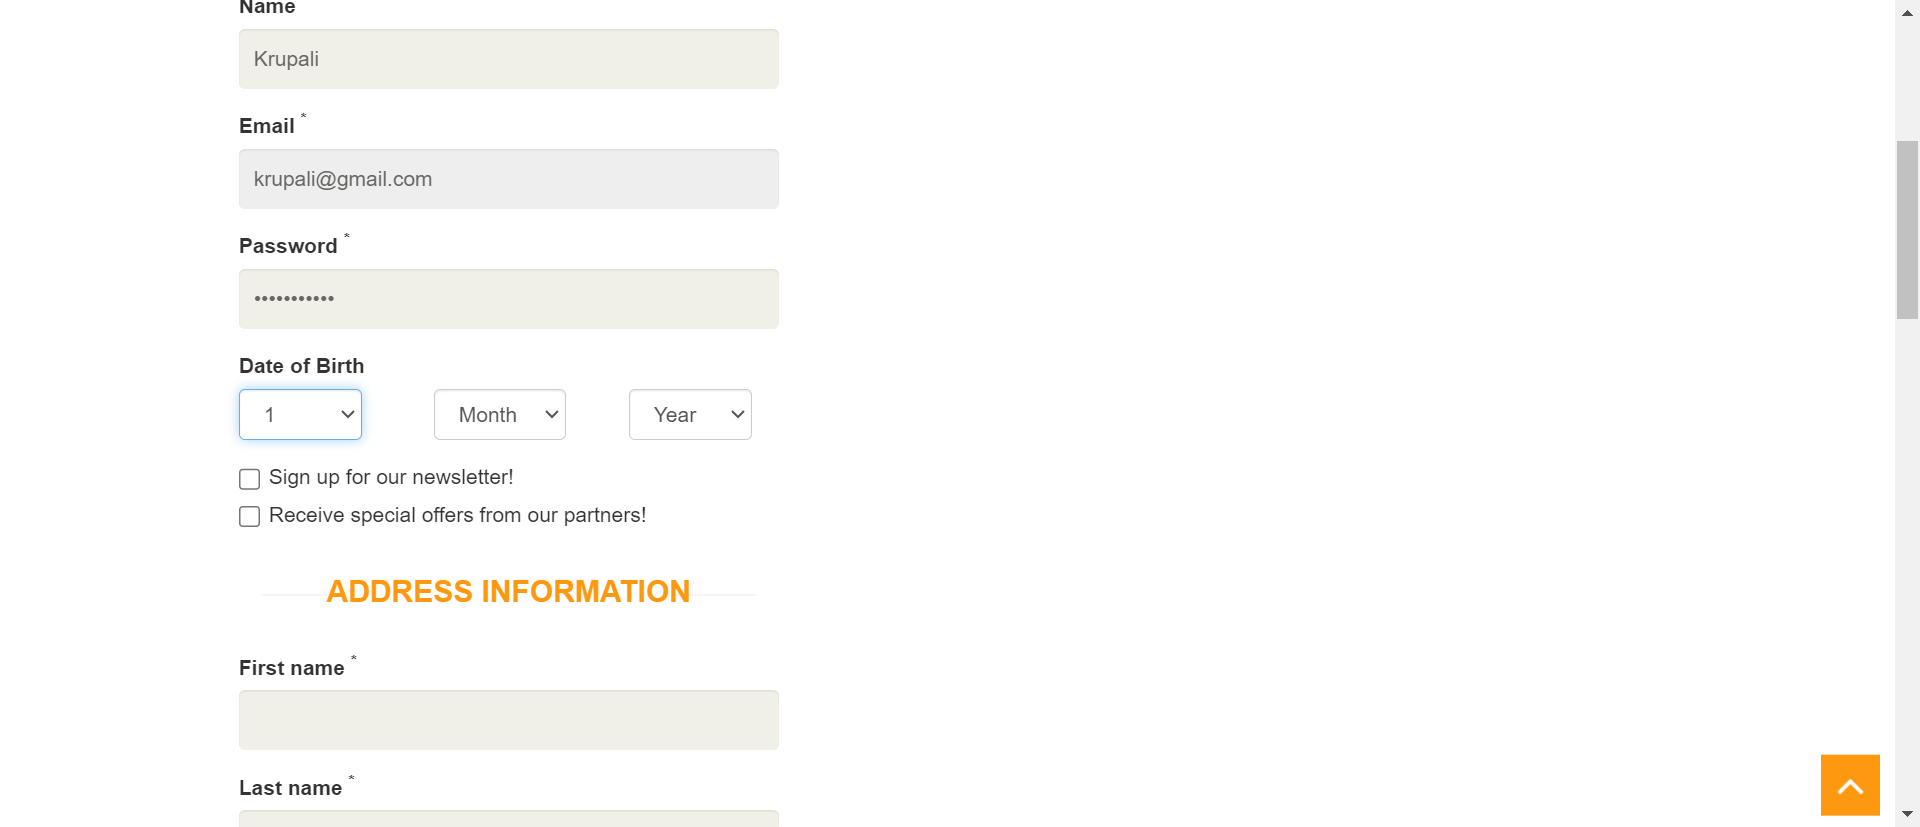 Name
Krupali
Email *
krupali@gmail.com
Password *
•••••••••••
Date of Birth
1 Month Year
Sign up for our newsletter!
Receive special offers from our partners!
ADDRESS INFORMATION
First name *
Last name *